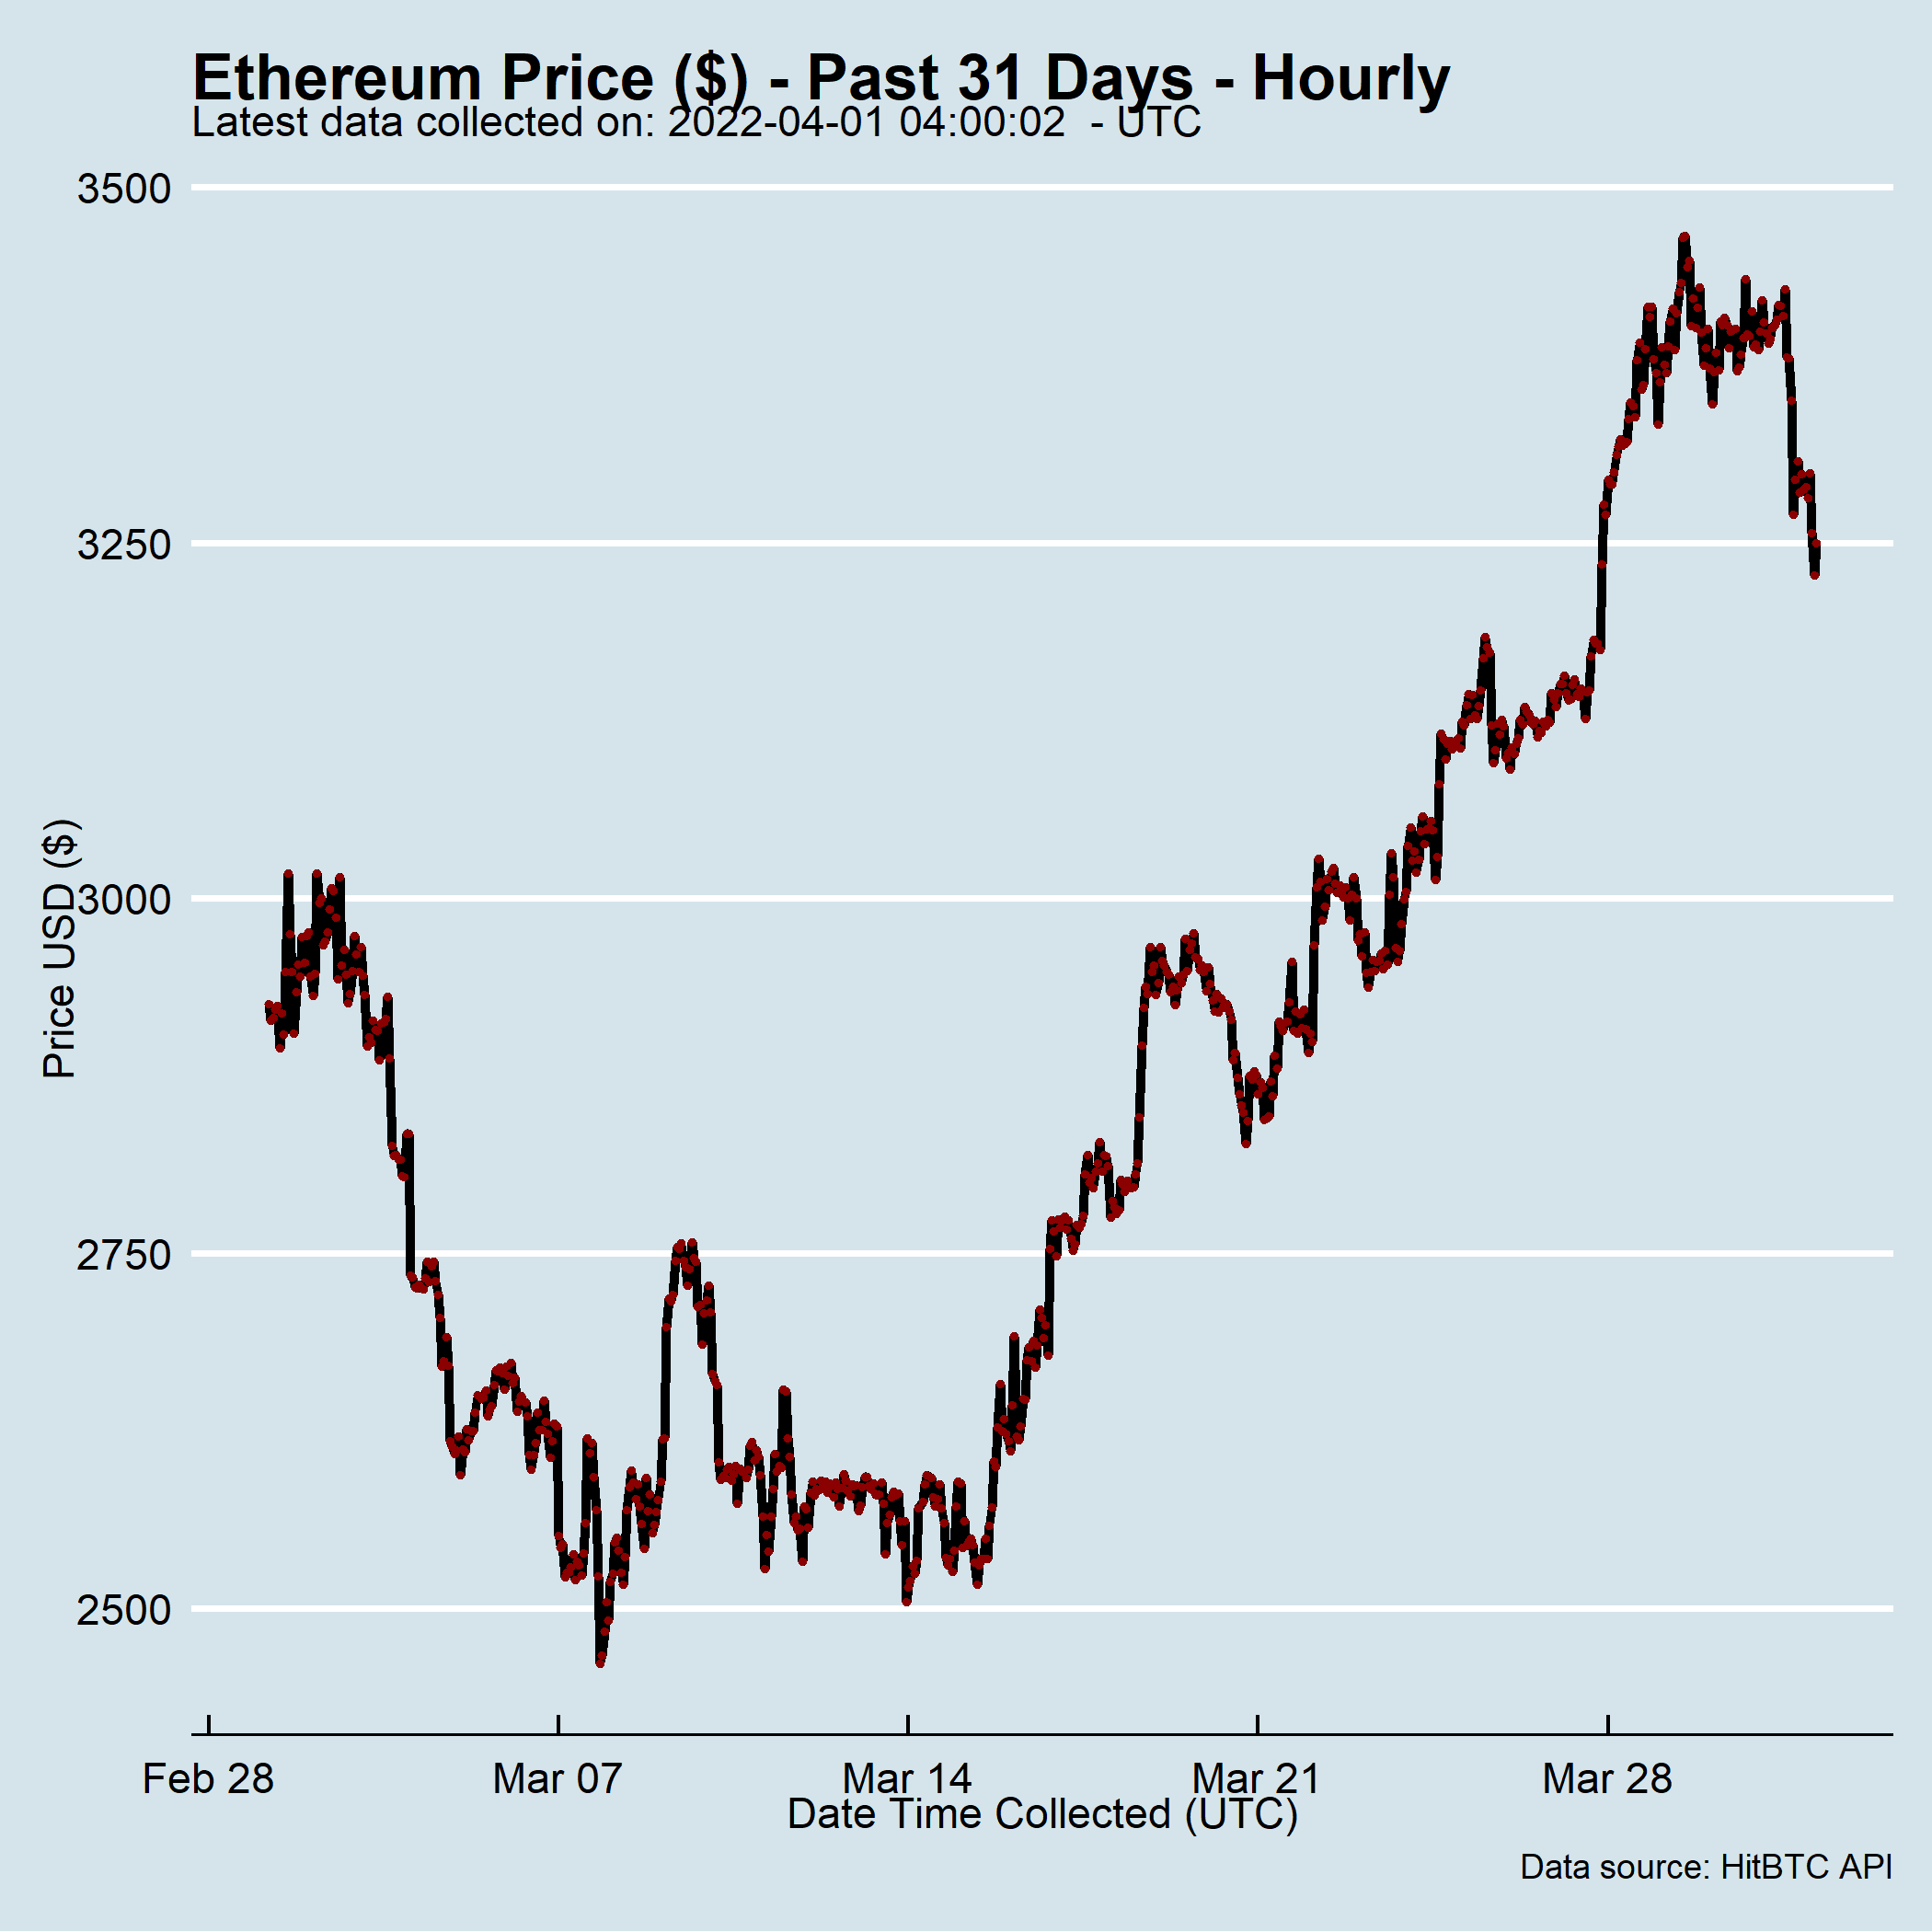 Ethereum Price ($) - Past 31 Days - Hourly
Latest data collected on: 2022-04-01 04:00:02  - UTC
3500
3250
3000
2750
2500
Price USD ($)
Feb 28
Mar 07
Mar 14
Mar 21
Mar 28
Date Time Collected (UTC)
Data source: HitBTC API